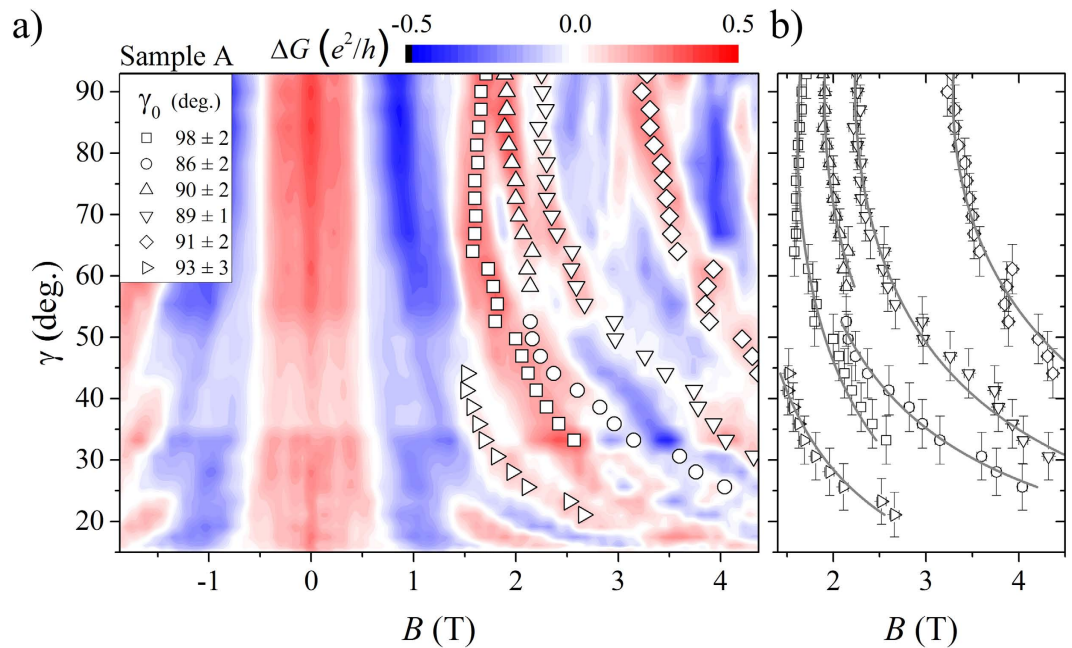 a)
b)
-0.5 0.0 0.5
Sample A
ΔG (e²/h)
γ₀ (deg.)
□ 98 ± 2
○ 86 ± 2
△ 90 ± 2
▽ 89 ± 1
◇ 91 ± 2
▷ 93 ± 3
90
80
70
60
50
40
30
20
γ (deg.)
-1 0 1 2 3 4
2 3 4
B (T)
B (T)